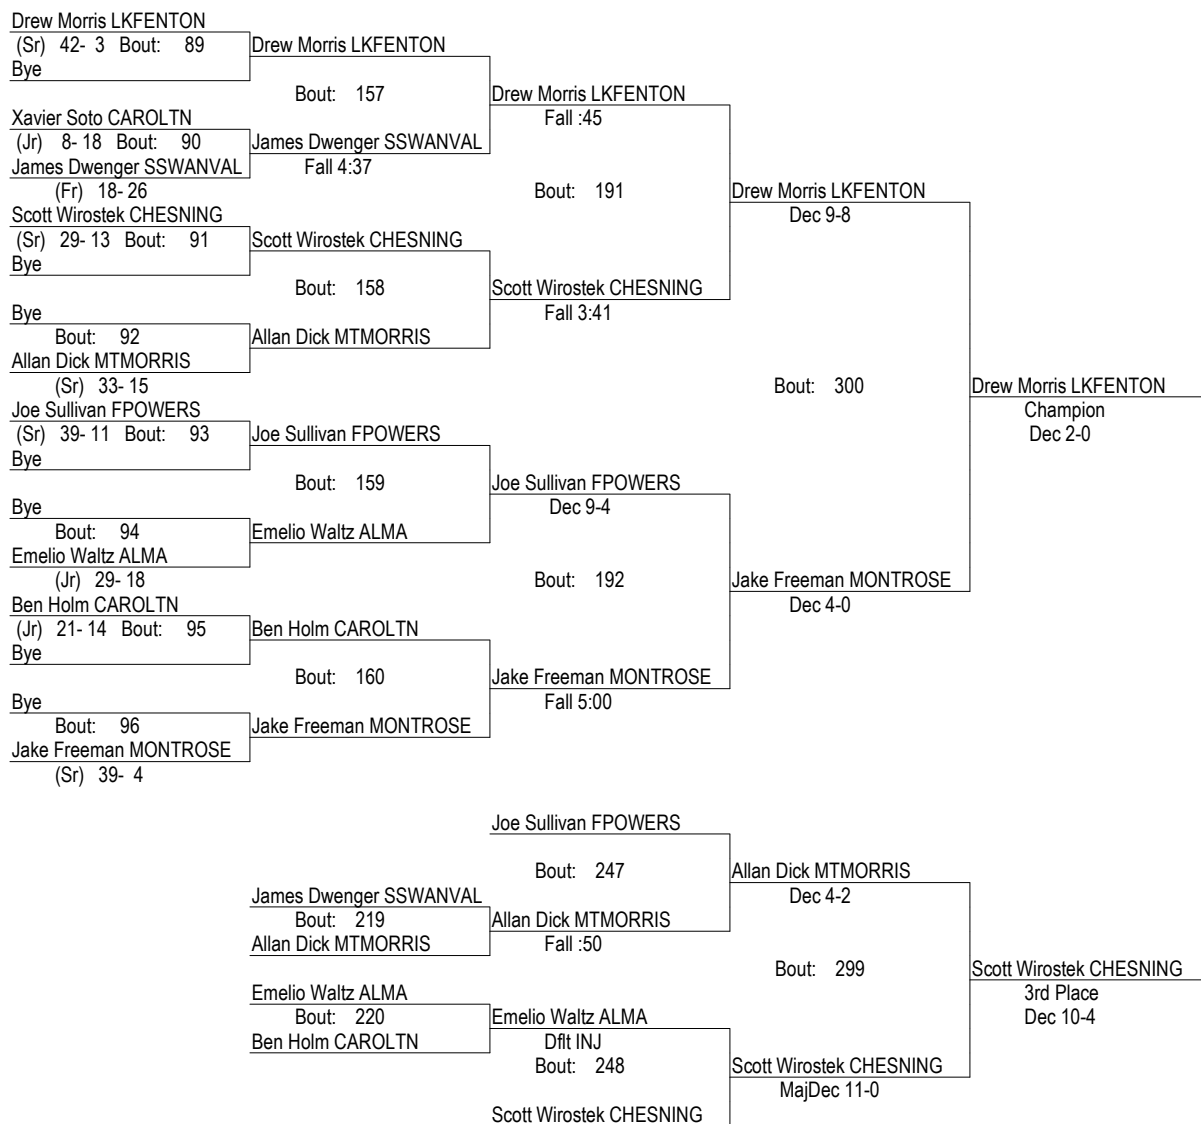 Drew Morris LKFENTON
(Sr) 42- 3 Bout: 89
Drew Morris LKFENTON
Bye
Bout: 157
Drew Morris LKFENTON
Xavier Soto CAROLTN
Fall :45
(Jr) 8- 18 Bout: 90
James Dwenger SSWANVAL
James Dwenger SSWANVAL
Fall 4:37
(Fr) 18- 26
Bout: 191
Drew Morris LKFENTON
Scott Wirostek CHESNING
Dec 9-8
(Sr) 29- 13 Bout: 91
Scott Wirostek CHESNING
Bye
Bout: 158
Scott Wirostek CHESNING
Bye
Fall 3:41
Bout: 92
Allan Dick MTMORRIS
Allan Dick MTMORRIS
(Sr) 33- 15
Bout: 300
Drew Morris LKFENTON
Joe Sullivan FPOWERS
Champion
(Sr) 39- 11 Bout: 93
Joe Sullivan FPOWERS
Dec 2-0
Bye
Bout: 159
Joe Sullivan FPOWERS
Bye
Dec 9-4
Bout: 94
Emelio Waltz ALMA
Emelio Waltz ALMA
(Jr) 29- 18
Bout: 192
Jake Freeman MONTROSE
Ben Holm CAROLTN
Dec 4-0
(Jr) 21- 14 Bout: 95
Ben Holm CAROLTN
Bye
Bout: 160
Jake Freeman MONTROSE
Bye
Fall 5:00
Bout: 96
Jake Freeman MONTROSE
Jake Freeman MONTROSE
(Sr) 39- 4
Joe Sullivan FPOWERS
Bout: 247
Allan Dick MTMORRIS
James Dwenger SSWANVAL
Dec 4-2
Bout: 219
Allan Dick MTMORRIS
Allan Dick MTMORRIS
Fall :50
Bout: 299
Scott Wirostek CHESNING
Emelio Waltz ALMA
3rd Place
Bout: 220
Emelio Waltz ALMA
Dec 10-4
Ben Holm CAROLTN
Dflt INJ
Bout: 248
Scott Wirostek CHESNING
MajDec 11-0
Scott Wirostek CHESNING